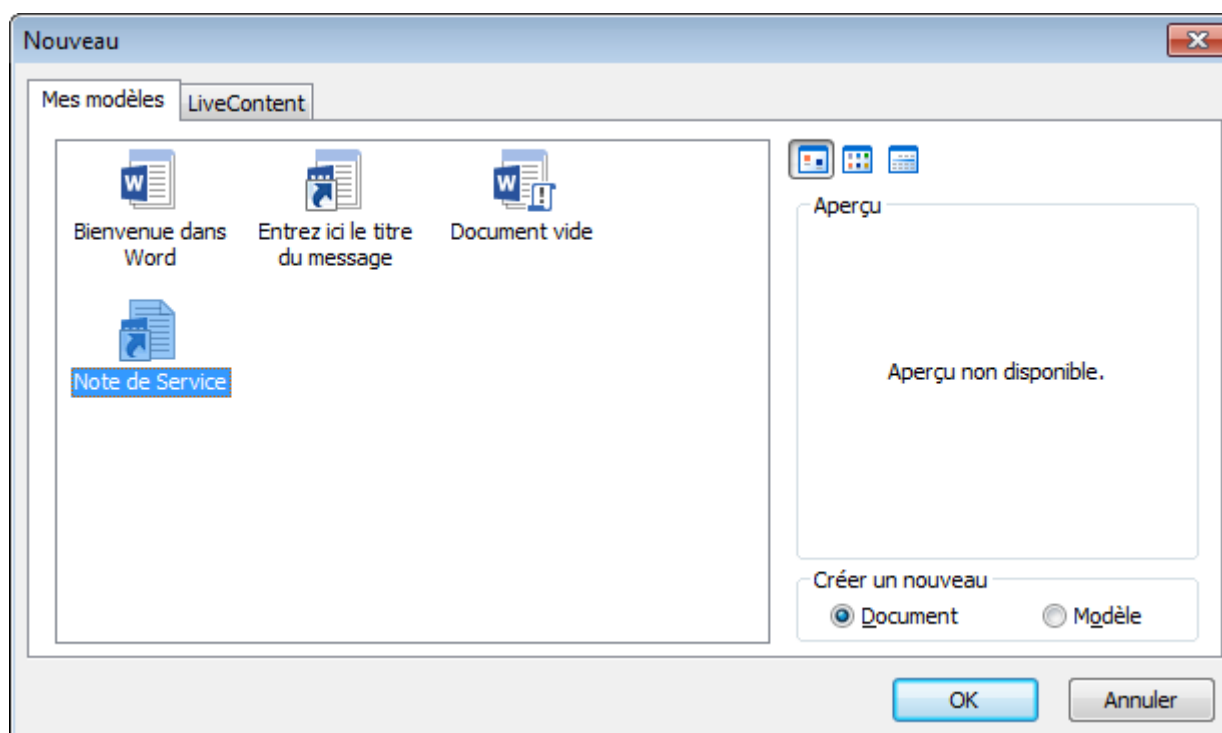 Nouveau
Mes modèles LiveContent
Bienvenue dans
Word
Entrez ici le titre
du message
Document vide
Note de Service
Aperçu
Aperçu non disponible.
Créer un nouveau
Document Modèle
OK Annuler